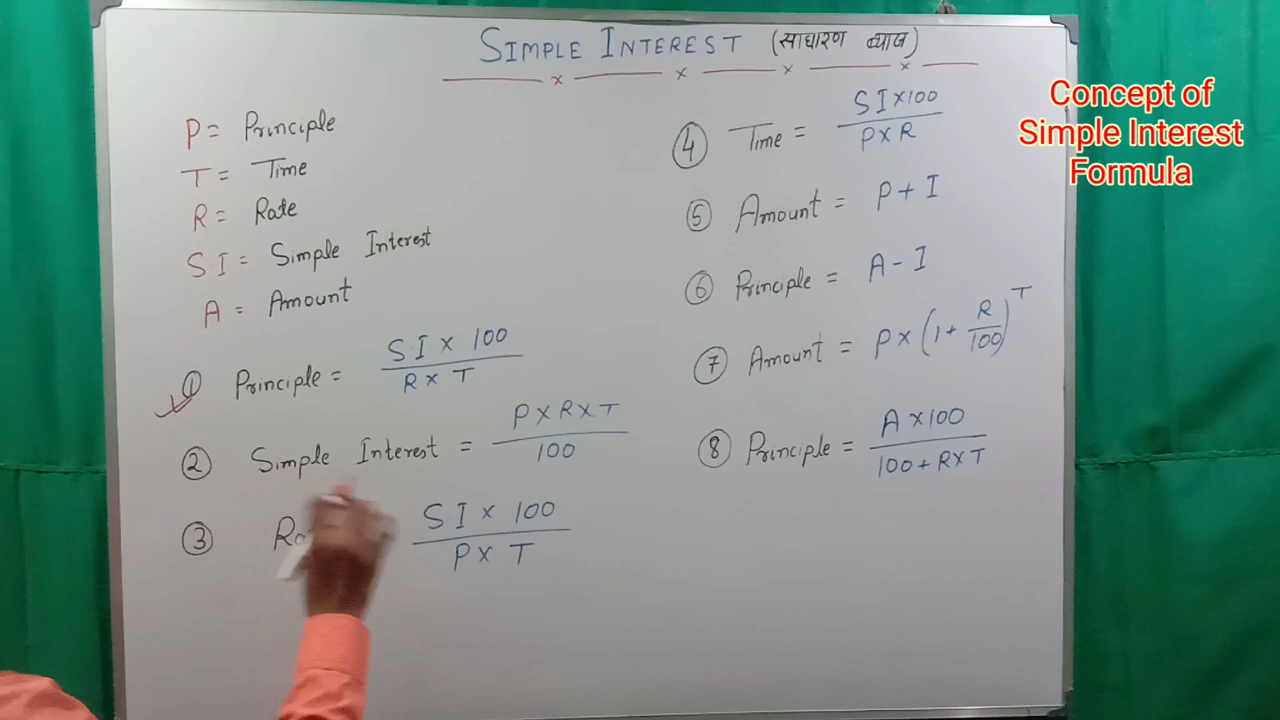 SIMPLE INTEREST (साधारण ब्याज)
Concept of
Simple Interest
Formula
P = Principle
T = Time
R = Rate
SI = Simple Interest
A = Amount
① Principle = S.I × 100 / R × T
② Simple Interest = P × R × T / 100
③ SI × 100 / P × T
④ Time = SI × 100 / P × R
⑤ Amount = P + I
⑥ Principle = A - I
⑦ Amount = P × (1 + R/100)^T
⑧ Principle = A × 100 / 100 + R × T